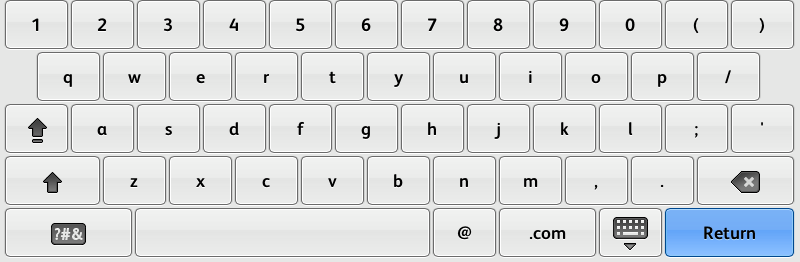 1 2 3 4 5 6 7 8 9 0 ( )
q w e r t y u i o p /
a s d f g h j k l ; '
z x c v b n m , .
?#& @ .com Return